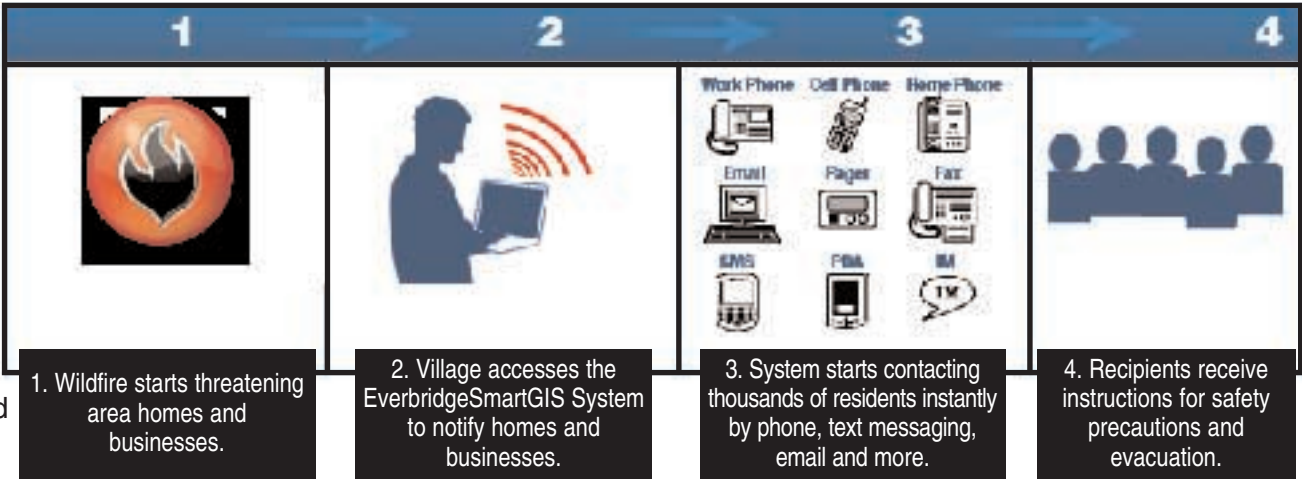 1 2 3 4
Work Phone Cell Phone Home Phone
Email Pager Fax
SMS PDA IM
IM
1. Wildfire starts threatening
area homes and
businesses.
2. Village accesses the
EverbridgeSmartGIS System
to notify homes and
businesses.
3. System starts contacting
thousands of residents instantly
by phone, text messaging,
email and more.
4. Recipients receive
instructions for safety
precautions and
evacuation.